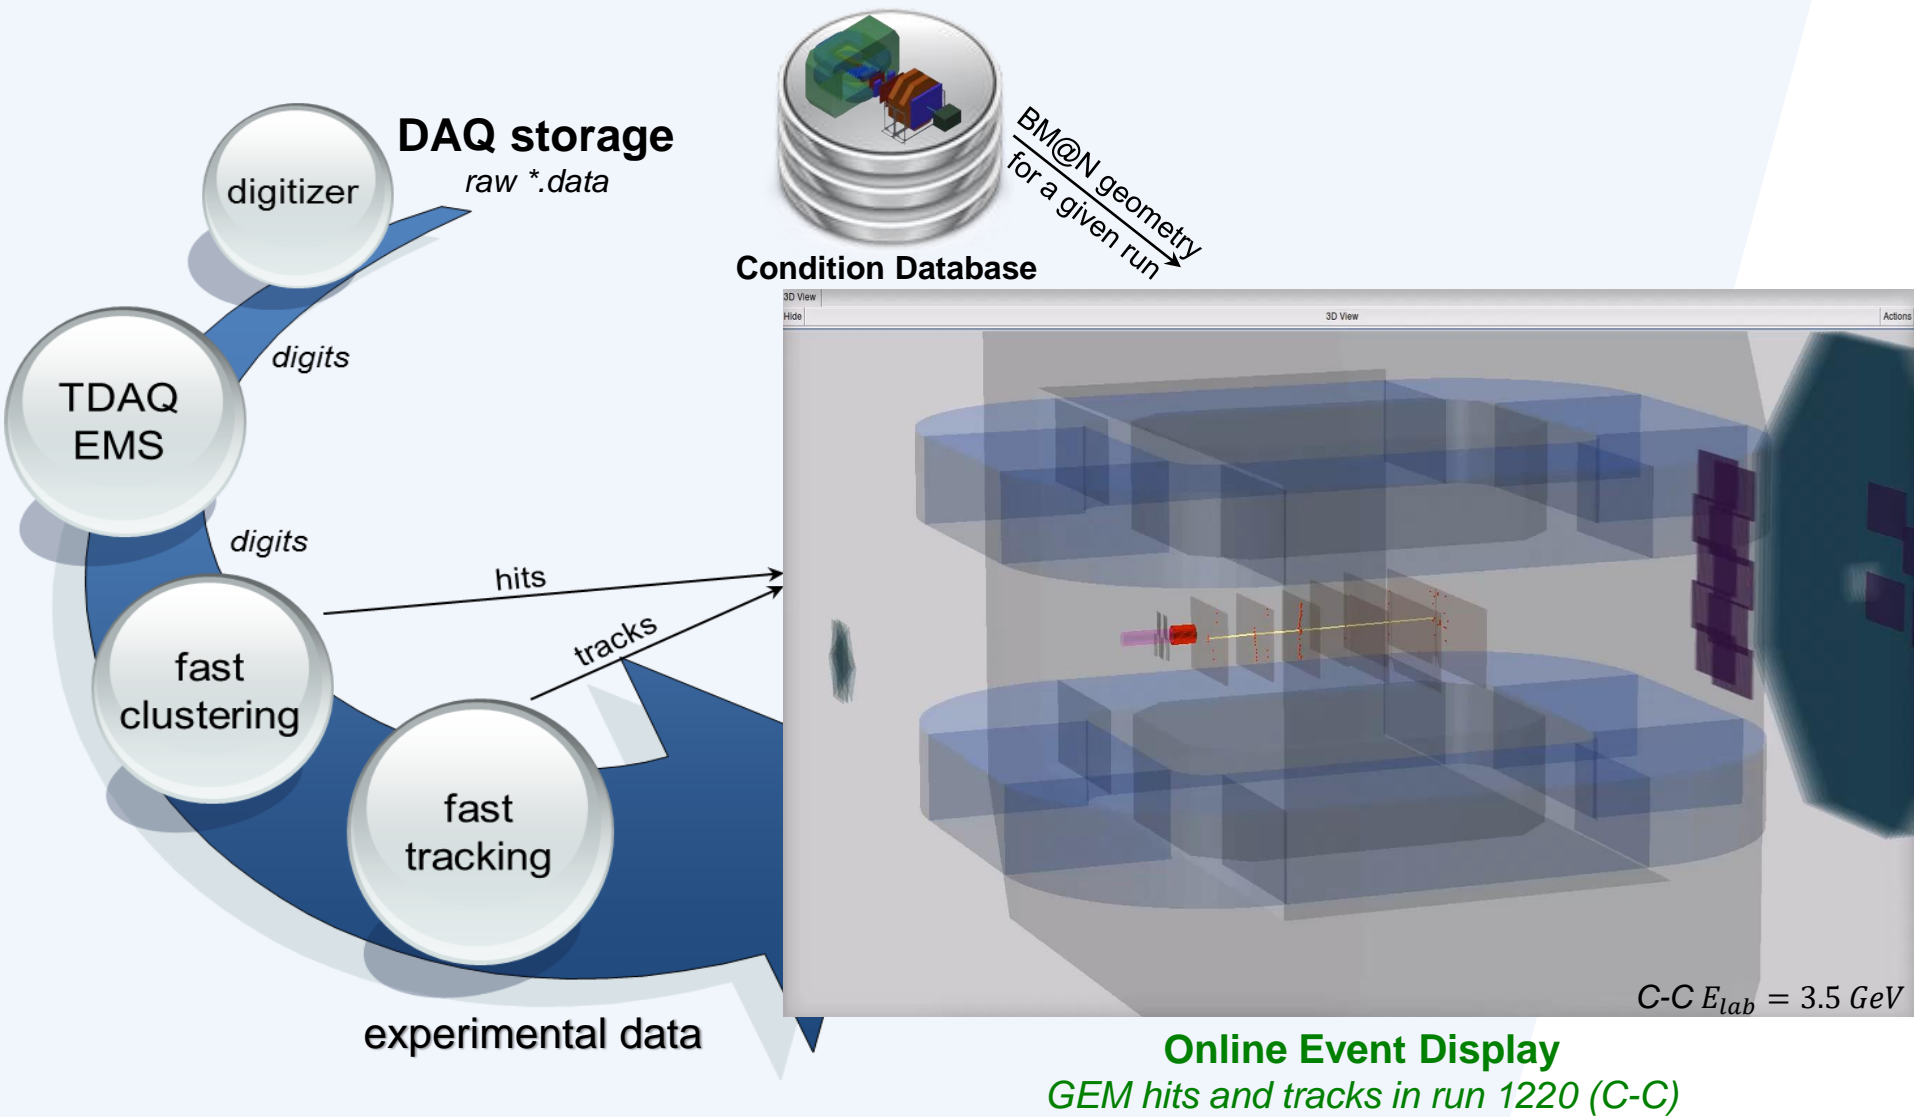 DAQ storage
raw *.data
digitizer
digits
TDAQ
EMS
digits
hits
tracks
fast
clustering
fast
tracking
experimental data
Condition Database
BM@N geometry
for a given run
3D View
Hide
3D View
Actions
C-C E_{lab} = 3.5 GeV
Online Event Display
GEM hits and tracks in run 1220 (C-C)